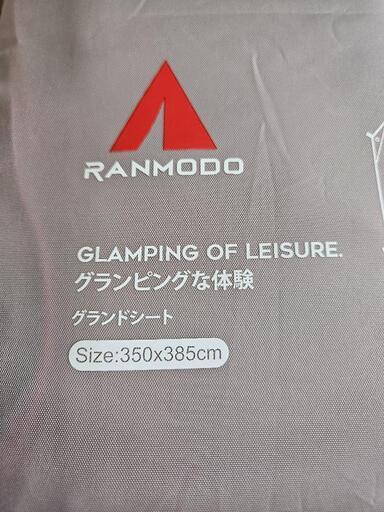 RANMODO
GLAMPING OF LEISURE.
グランピングな体験
グランドシート
Size:350x385cm